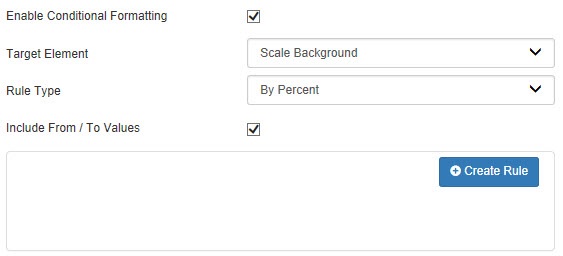 Enable Conditional Formatting
Target Element Scale Background
Rule Type By Percent
Include From / To Values
Create Rule